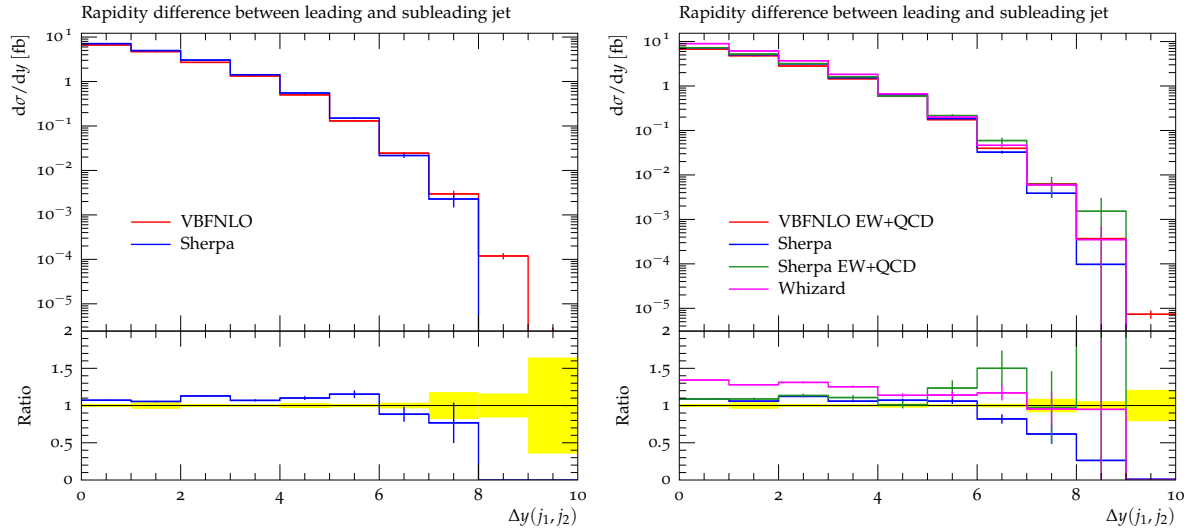 Rapidity difference between leading and subleading jet
dσ/dy [fb]
10¹
1
10⁻¹
10⁻²
10⁻³
10⁻⁴
10⁻⁵
VBFNLO
Sherpa
Ratio
2
1.5
1
0.5
0
0 2 4 6 8 10
Δy(j₁, j₂)
Rapidity difference between leading and subleading jet
dσ/dy [fb]
10¹
1
10⁻¹
10⁻²
10⁻³
10⁻⁴
10⁻⁵
VBFNLO EW+QCD
Sherpa
Sherpa EW+QCD
Whizard
Ratio
2
1.5
1
0.5
0
0 2 4 6 8 10
Δy(j₁, j₂)